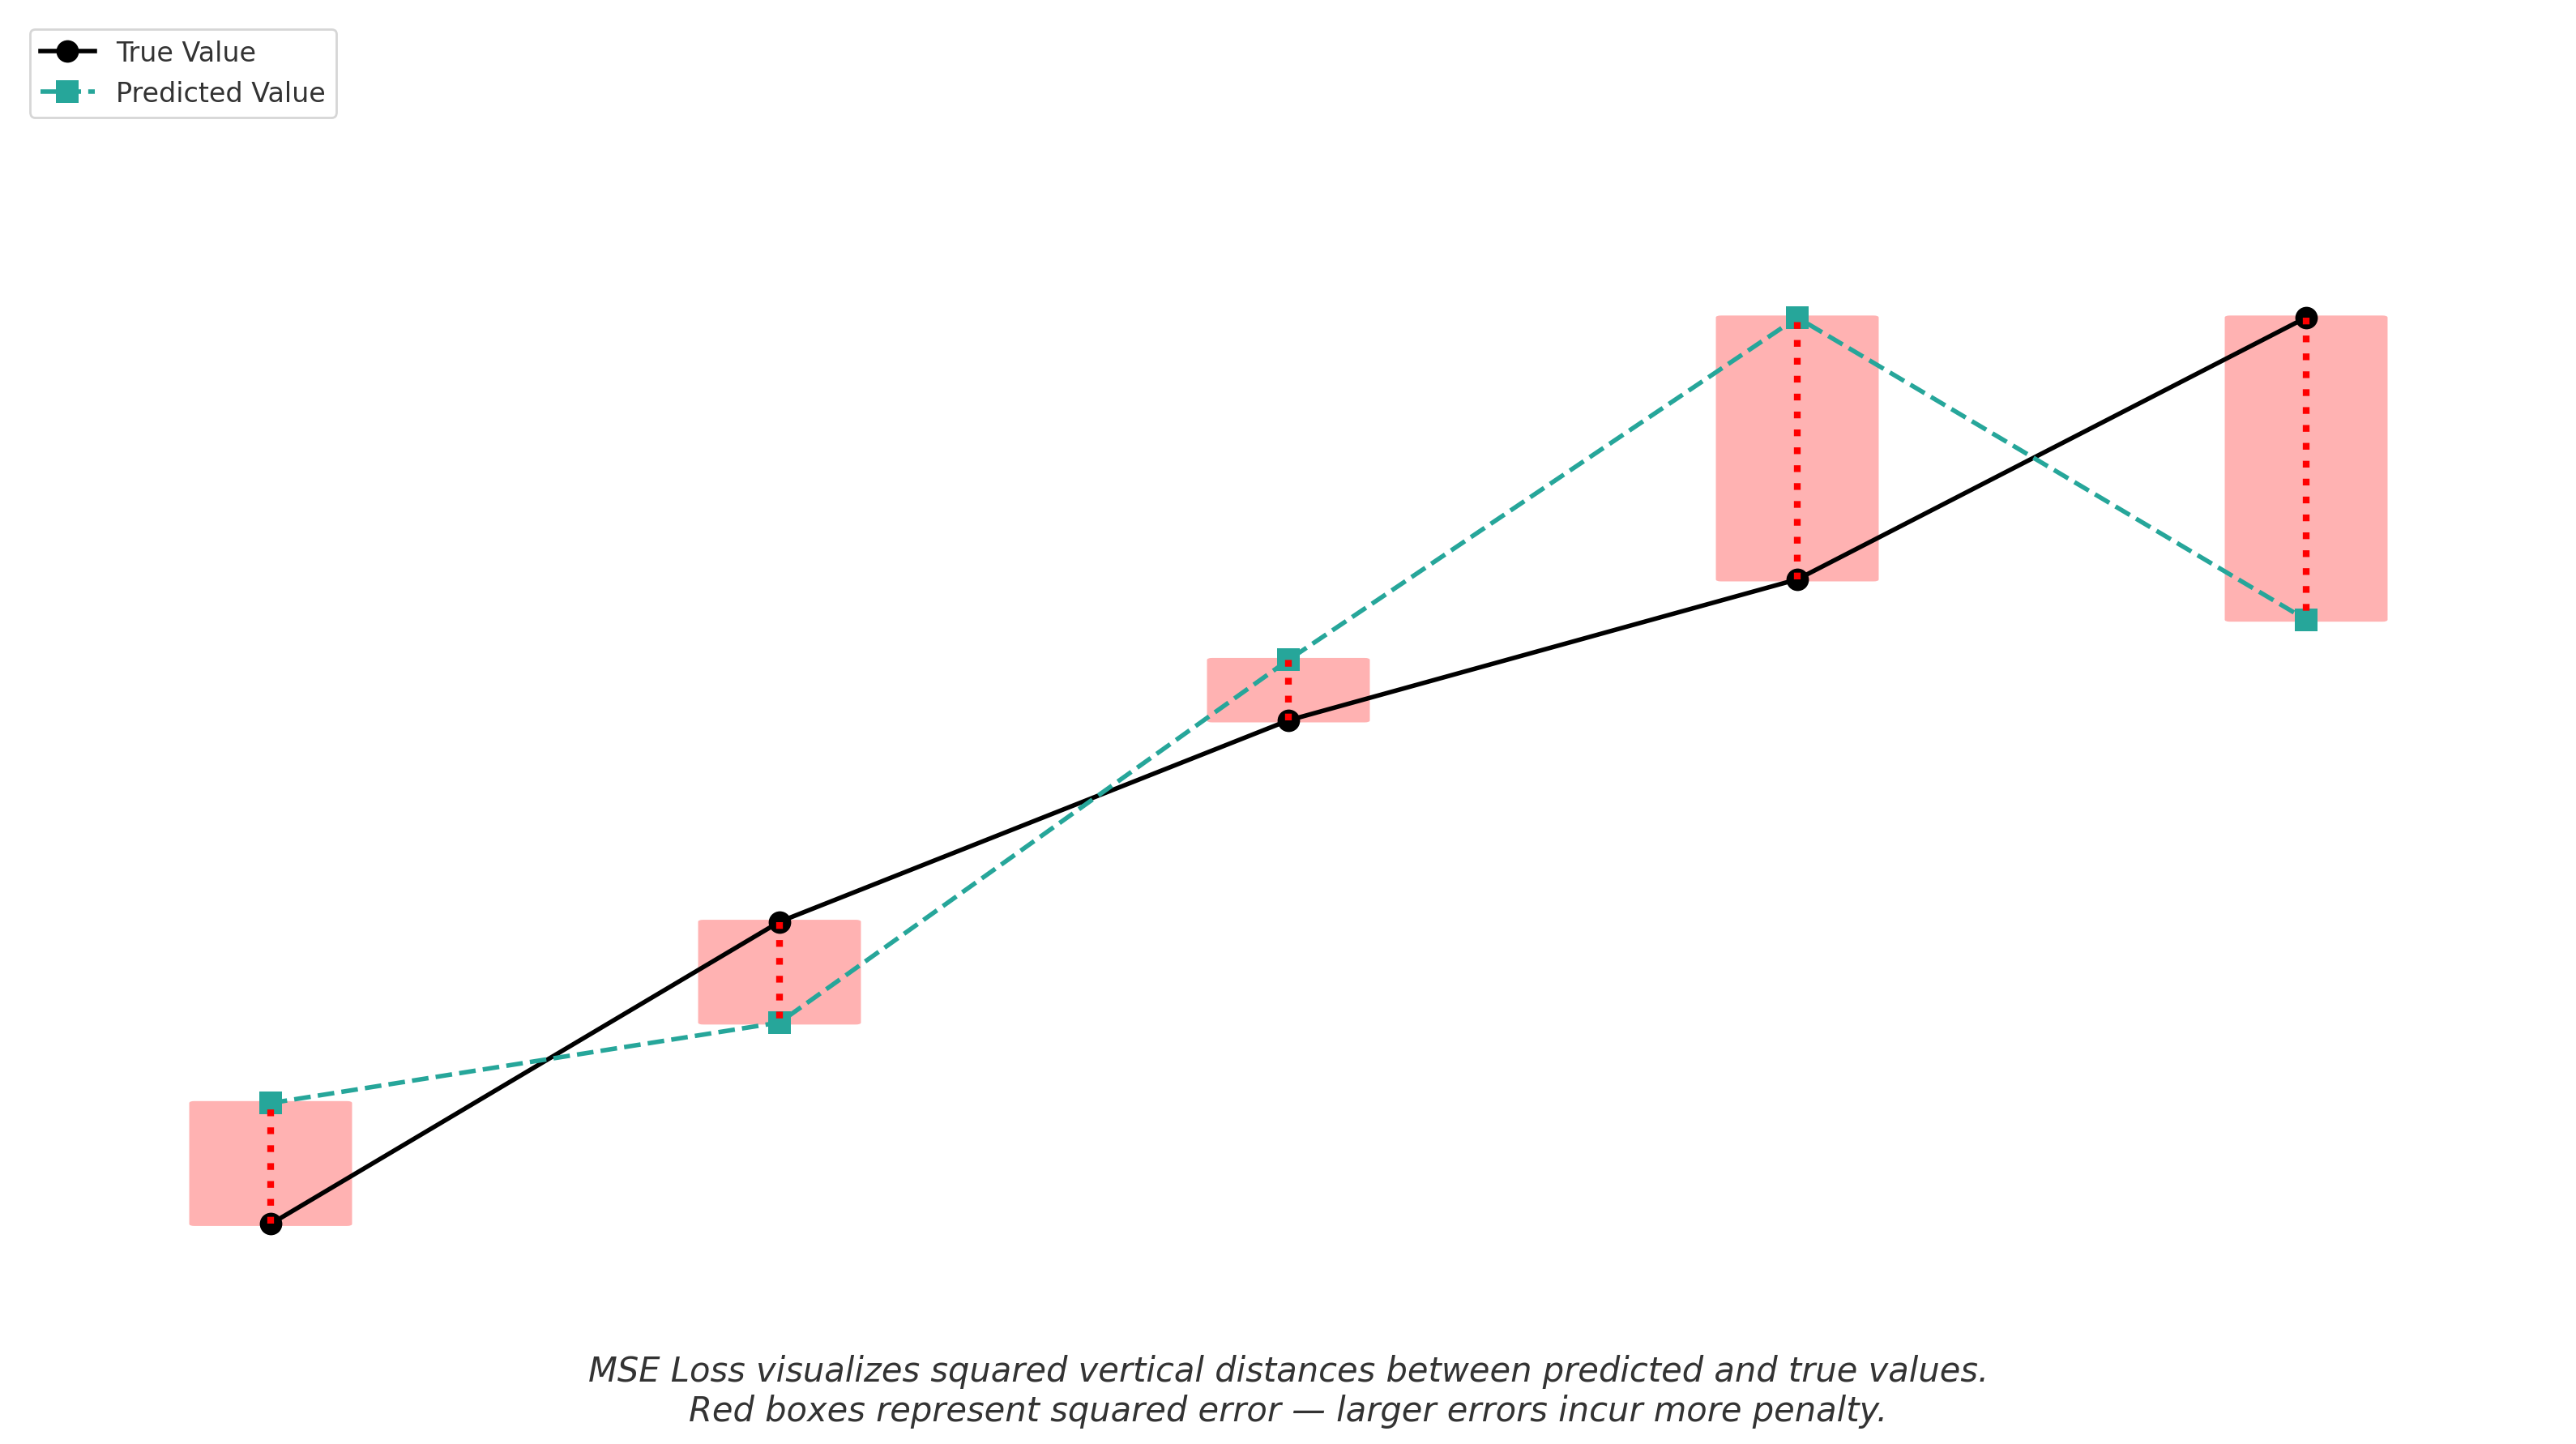 True Value
Predicted Value
MSE Loss visualizes squared vertical distances between predicted and true values.
Red boxes represent squared error — larger errors incur more penalty.